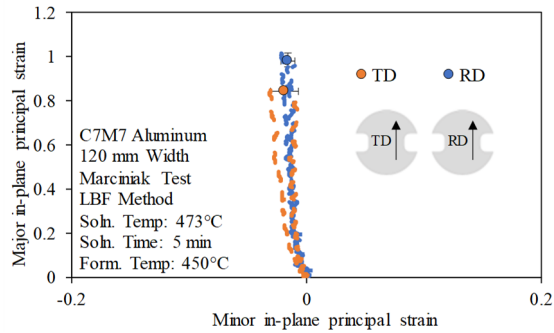 1.2
1
0.8
0.6
0.4
0.2
0
-0.2
0
0.2
Major in-plane principal strain
Minor in-plane principal strain
TD
RD
TD
RD
C7M7 Aluminum
120 mm Width
Marciniak Test
LBF Method
Soln. Temp: 473°C
Soln. Time: 5 min
Form. Temp: 450°C